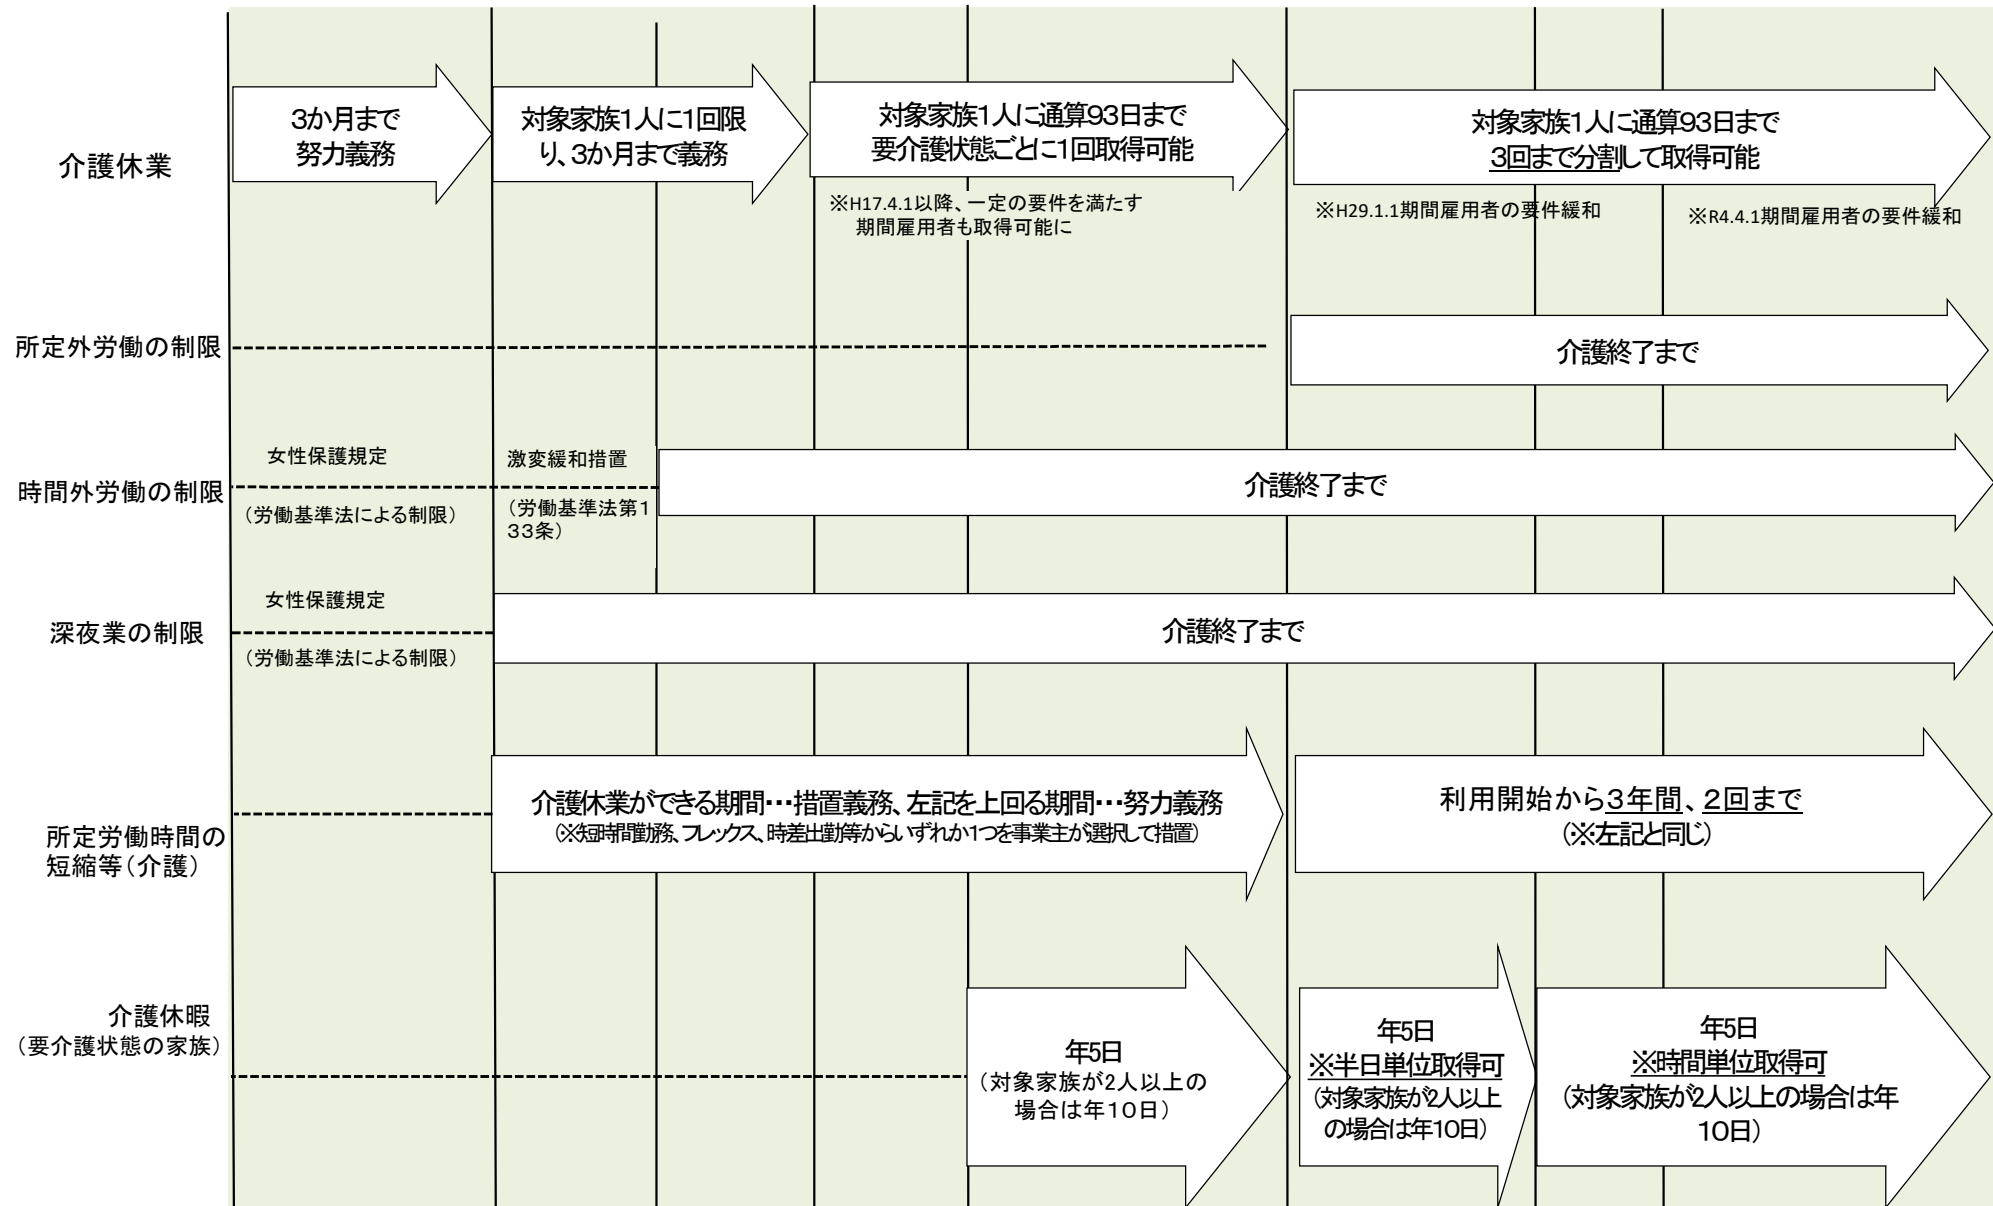 介護休業
3か月まで
努力義務
対象家族1人に1回限
り、3か月まで義務
対象家族1人に通算93日まで
要介護状態ごとに1回取得可能
※H17.4.1以降、一定の要件を満たす
期間雇用者も取得可能に
対象家族1人に通算93日まで
3回まで分割して取得可能
※H29.1.1期間雇用者の要件緩和
※R4.4.1期間雇用者の要件緩和
所定外労働の制限
介護終了まで
時間外労働の制限
女性保護規定
(労働基準法による制限)
激変緩和措置
(労働基準法第1
33条)
介護終了まで
深夜業の制限
女性保護規定
(労働基準法による制限)
介護終了まで
所定労働時間の
短縮等(介護)
介護休業ができる期間…措置義務、左記を上回る期間…努力義務
(※短時間勤務、フレックス、時差出勤等からいずれか1つを事業主が選択して措置)
利用開始から3年間、2回まで
(※左記と同じ)
介護休暇
(要介護状態の家族)
年5日
(対象家族が2人以上の
場合は年10日)
年5日
※半日単位取得可
(対象家族が2人以上
の場合は年10日)
年5日
※時間単位取得可
(対象家族が2人以上の場合は年
10日)